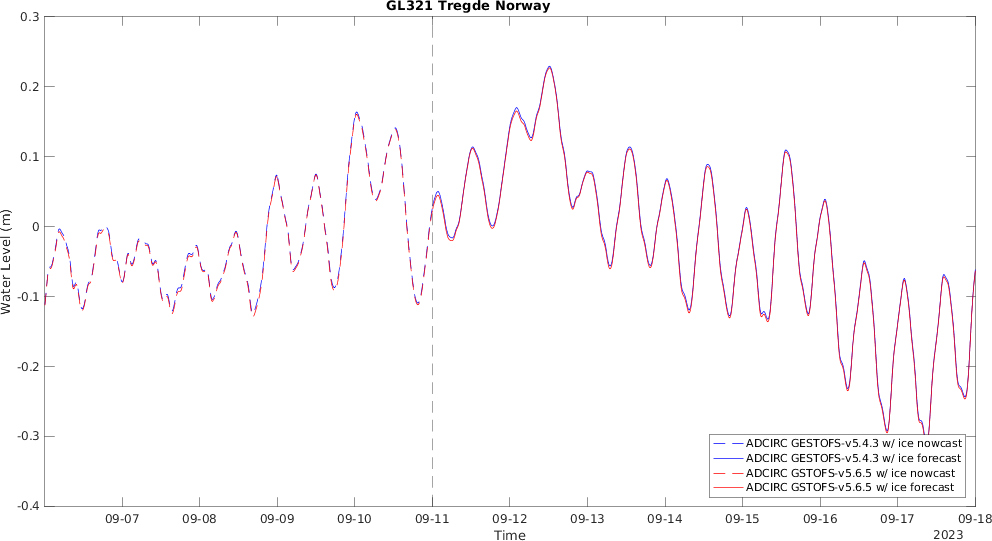 GL321 Tregde Norway
0.3
0.2
0.1
0
-0.1
-0.2
-0.3
-0.4
Water Level (m)
ADCIRC GESTOFS-v5.4.3 w/ ice nowcast
ADCIRC GESTOFS-v5.4.3 w/ ice forecast
ADCIRC GSTOFS-v5.6.5 w/ ice nowcast
ADCIRC GSTOFS-v5.6.5 w/ ice forecast
09-07 09-08 09-09 09-10 09-11 09-12 09-13 09-14 09-15 09-16 09-17 09-18
Time
2023